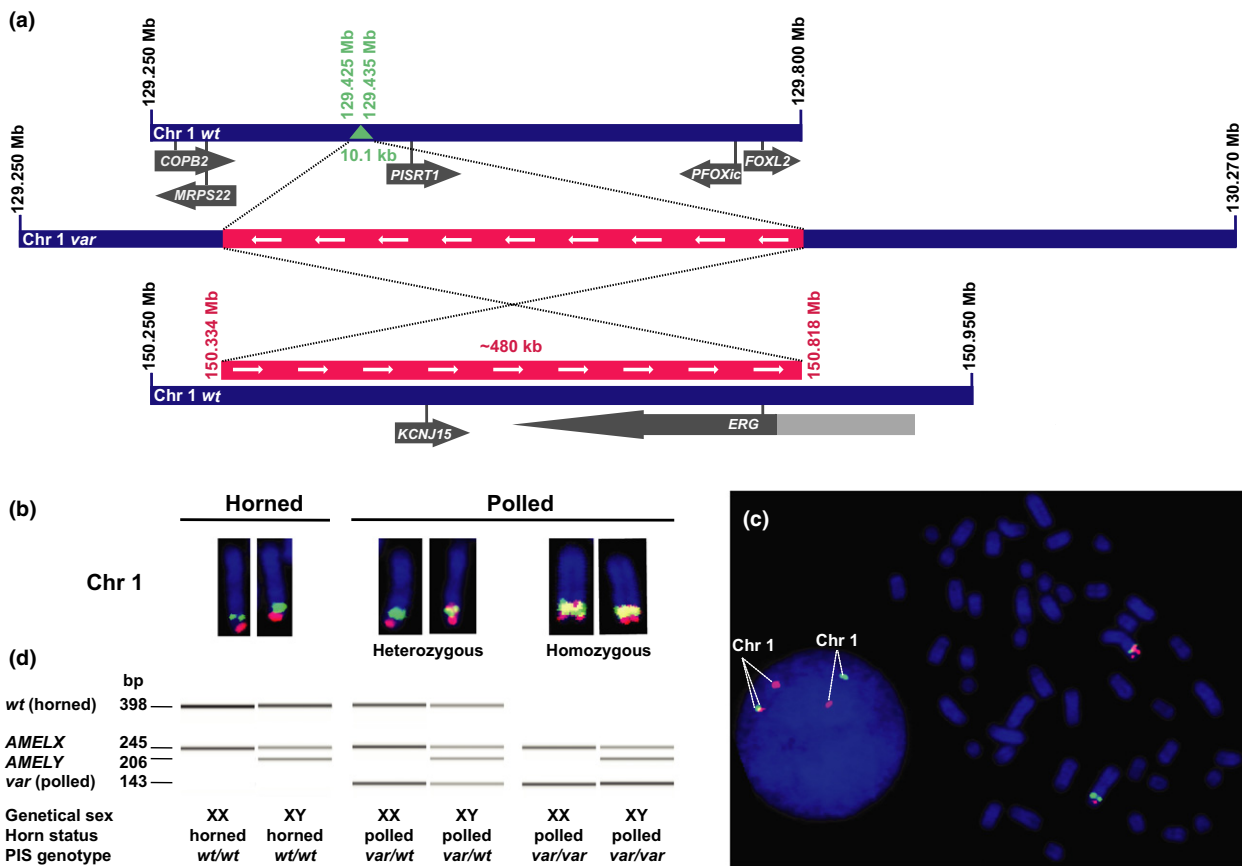 (a)
129.250 Mb
129.425 Mb
129.435 Mb
129.800 Mb
Chr 1 wt
10.1 kb
COPB2
MRPS22
PISRT1
PFOXic
FOXL2
129.250 Mb
130.270 Mb
Chr 1 var
150.250 Mb
150.334 Mb
~480 kb
150.818 Mb
150.950 Mb
Chr 1 wt
KCNJ15
ERG
(b)
Horned
Polled
Chr 1
Heterozygous
Homozygous
(c)
Chr 1
Chr 1
(d)
bp
wt (horned) 398
AMELX 245
AMELY 206
var (polled) 143
Genetical sex XX XY XX XY XX XY
Horn status horned horned polled polled polled polled
PIS genotype wt/wt wt/wt var/wt var/wt var/var var/var